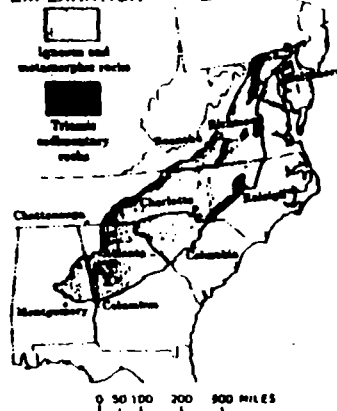 EXPLANATION
Igneous and
metamorphic rocks
Triassic
sedimentary
rocks
Richmond
Roanoke
Raleigh
Charlotte
Chattanooga
Atlanta
Columbia
Montgomery
Columbus
0 50 100 200 300 MILES